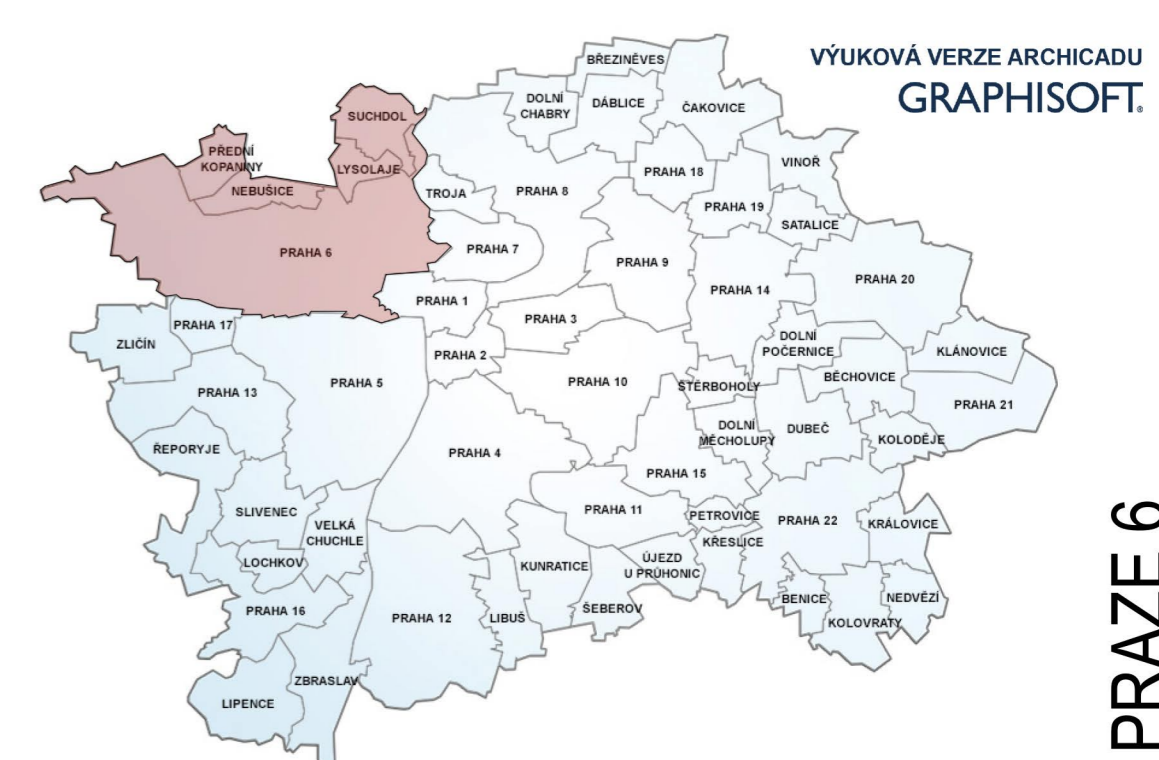 VÝUKOVÁ VERZE ARCHICADU
GRAPHISOFT®
BŘEZINĚVES
DOLNÍ
CHABRY
ĎÁBLICE
ČAKOVICE
SUCHDOL
PŘEDNÍ
KOPANINY
LYSOLAJE
NEBUŠICE
TROJA
PRAHA 8
PRAHA 18
VINOŘ
PRAHA 19
SATALICE
PRAHA 6
PRAHA 7
PRAHA 9
PRAHA 14
PRAHA 20
PRAHA 1
PRAHA 3
PRAHA 17
ZLIČÍN
PRAHA 2
DOLNÍ
POČERNICE
KLÁNOVICE
PRAHA 5
PRAHA 10
ŠTĚRBOHOLY
BĚCHOVICE
PRAHA 13
PRAHA 21
DOLNÍ
MĚCHOLUPY
DUBEČ
KOLODĚJE
ŘEPORYJE
PRAHA 4
PRAHA 15
SLIVENEC
VELKÁ
CHUCHLE
PRAHA 11
PETROVICE
PRAHA 22
KRÁLOVICE
KŘESLICE
LOCHKOV
KUNRATICE
ÚJEZD
U PRŮHONIC
PRAHA 16
PRAHA 12
LIBUŠ
ŠEBEROV
BENICE
NEDVĚZÍ
KOLOVRATY
ZBRASLAV
LIPENCE
PRAZE 6